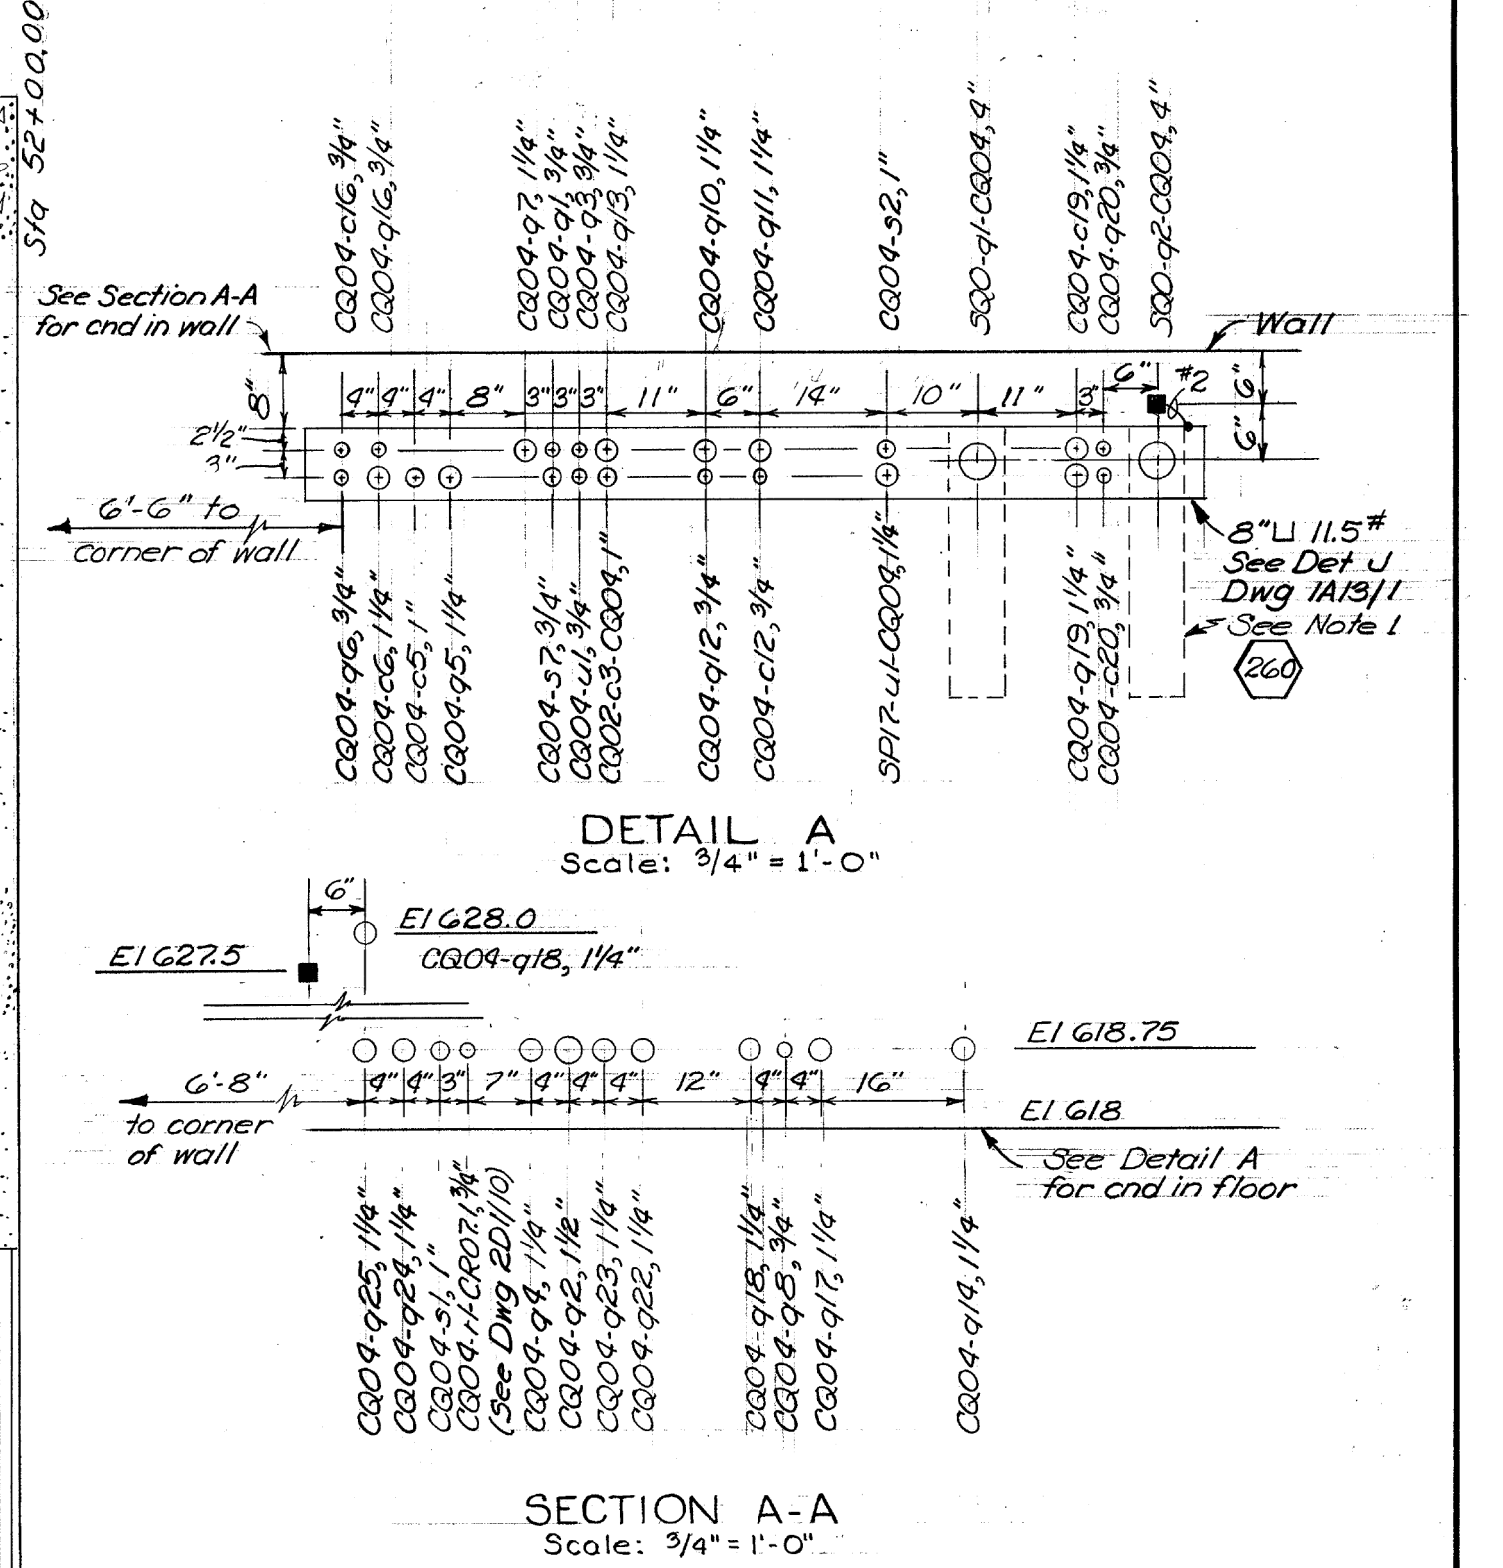 Sta 52+00.00
CQ04-c16, 3/4"
CQ04-q16, 3/4"
CQ04-q7, 1 1/4"
CQ04-q1, 3/4"
CQ04-q3, 3/4"
CQ04-q13, 1 1/4"
CQ04-q10, 1 1/4"
CQ04-q11, 1 1/4"
CQ04-s2, 1"
SQ0-q1-CQ04, 4"
CQ04-c19, 1 1/4"
CQ04-q20, 3/4"
SQ0-q2-CQ04, 4"
See Section A-A
for cnd in wall
Wall
8" 4" 4" 4" 8" 3" 3" 3" 11" 6" 14" 10" 11" 3" 6" #2 6"
6"
2 1/2"
3"
6'-6" to
corner of wall
8"⊔ 11.5#
See Det J
Dwg 1A13/1
See Note 1
260
CQ04-q6, 3/4"
CQ04-c6, 1 1/4"
CQ04-c5, 1"
CQ04-q5, 1 1/4"
CQ04-s7, 3/4"
CQ04-u1, 3/4"
CQ02-c3-CQ04, 1"
CQ04-q12, 3/4"
CQ04-c12, 3/4"
SP17-u1-CQ04, 1 1/4"
CQ04-q19, 1 1/4"
CQ04-c20, 3/4"
DETAIL A
Scale: 3/4" = 1'-0"
6"
El 628.0
El 627.5
CQ04-q18, 1 1/4"
El 618.75
6'-8" 4" 4" 3" 7" 4" 4" 4" 12" 4" 4" 16"
to corner
of wall
El 618
See Detail A
for cnd in floor
CQ04-q25, 1 1/4"
CQ04-q24, 1 1/4"
CQ04-s1, 1"
CQ04-r1-CR07.1, 3/4"
(See Dwg 2D1/10)
CQ04-q4, 1 1/4"
CQ04-q2, 1 1/2"
CQ04-q23, 1 1/4"
CQ04-q22, 1 1/4"
CQ04-q18, 1 1/4"
CQ04-q8, 3/4"
CQ04-q17, 1 1/4"
CQ04-q14, 1 1/4"
SECTION A-A
Scale: 3/4" = 1'-0"